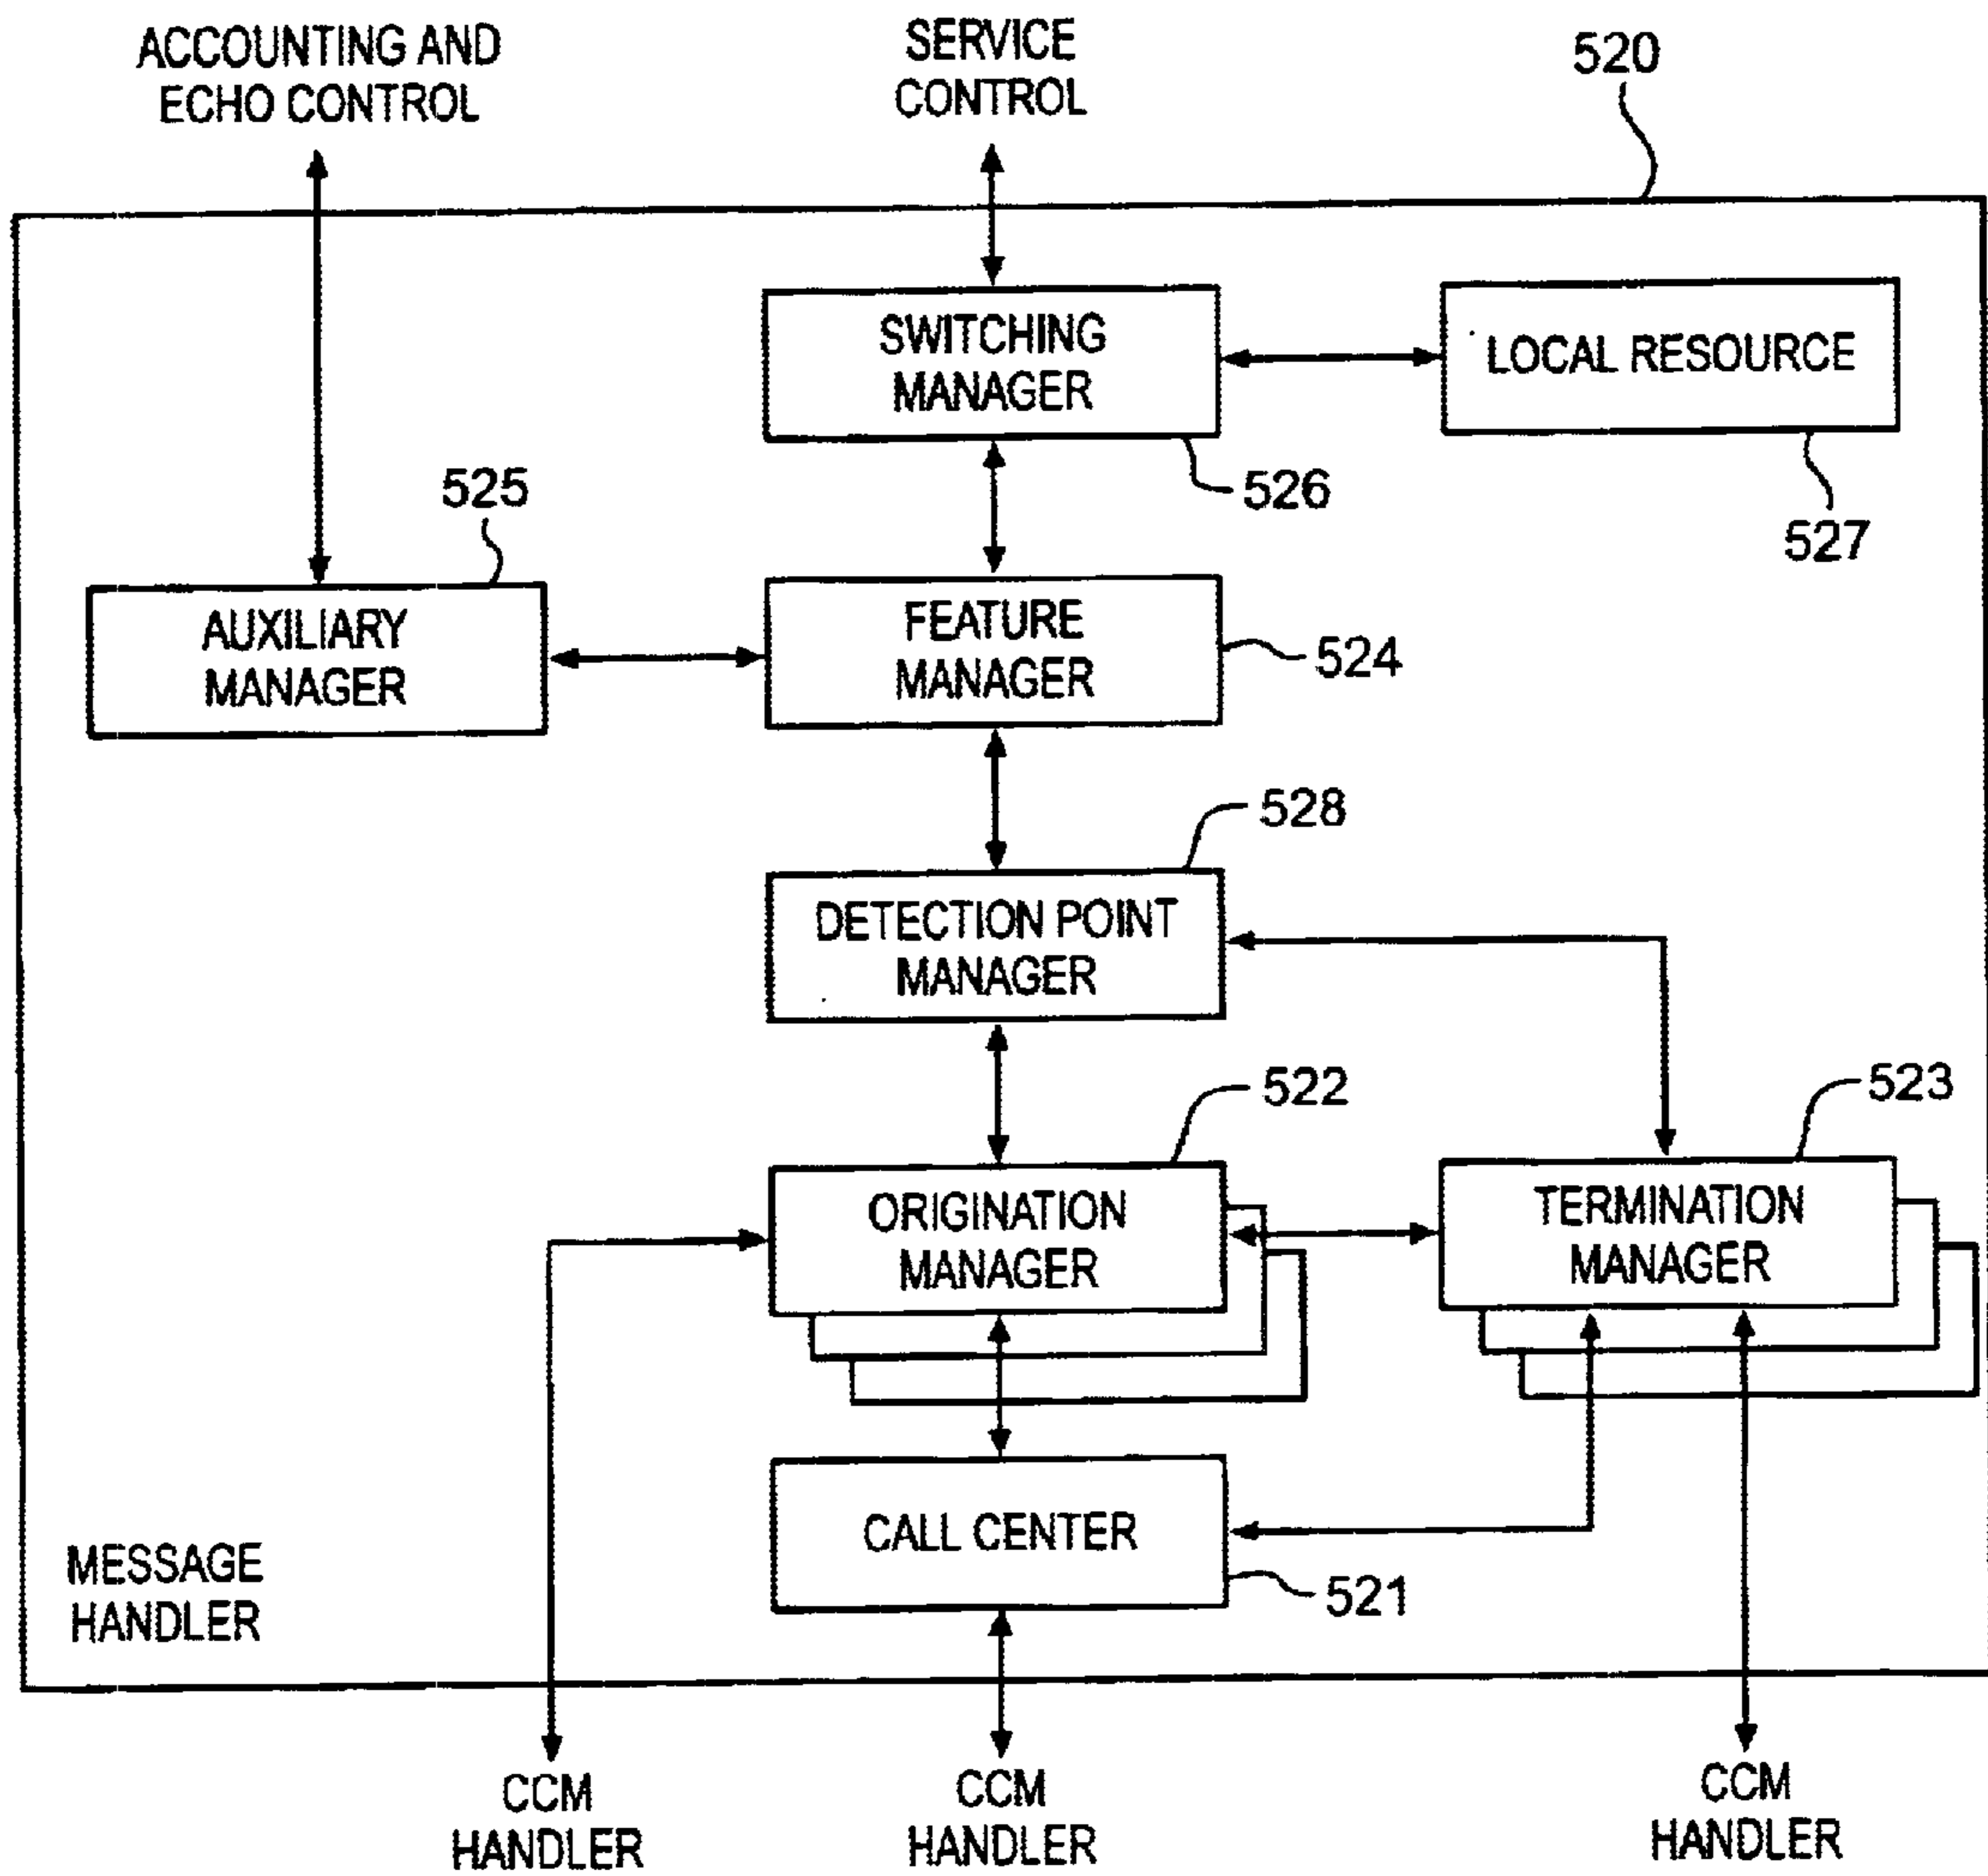 ACCOUNTING AND
ECHO CONTROL
SERVICE
CONTROL
520
SWITCHING
MANAGER
LOCAL RESOURCE
526
527
525
AUXILIARY
MANAGER
FEATURE
MANAGER
524
528
DETECTION POINT
MANAGER
522
523
ORIGINATION
MANAGER
TERMINATION
MANAGER
CALL CENTER
521
MESSAGE
HANDLER
CCM
HANDLER
CCM
HANDLER
CCM
HANDLER